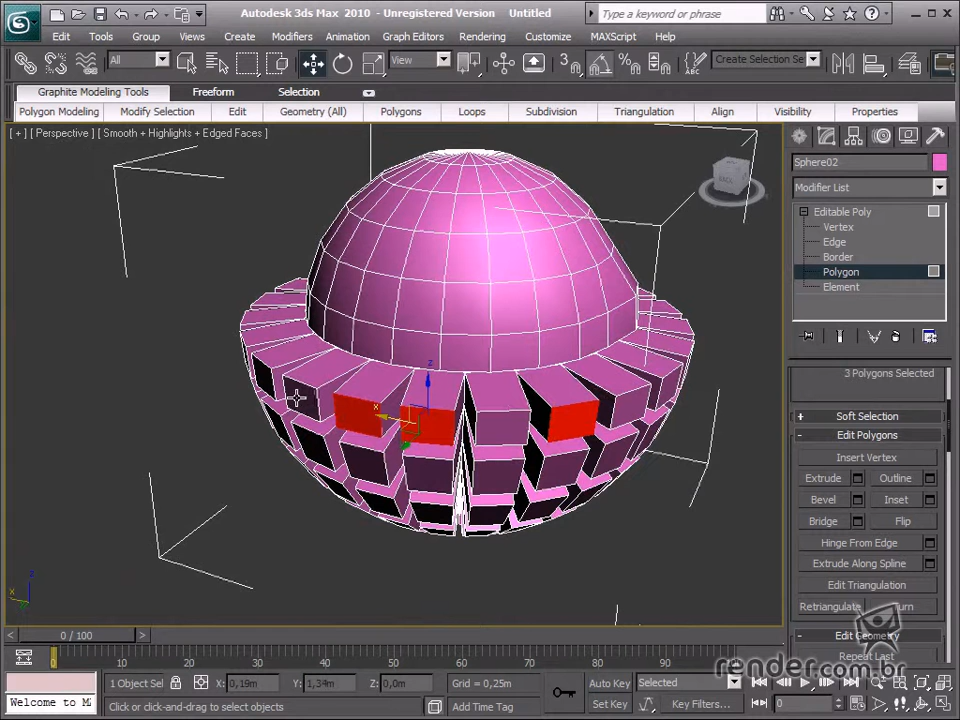 Autodesk 3ds Max 2010 - Unregistered Version Untitled
Type a keyword or phrase
Edit Tools Group Views Create Modifiers Animation Graph Editors Rendering Customize MAXScript Help
All View Create Selection Se
Graphite Modeling Tools Freeform Selection
Polygon Modeling Modify Selection Edit Geometry (All) Polygons Loops Subdivision Triangulation Align Visibility Properties
[ + ] [ Perspective ] [ Smooth + Highlights + Edged Faces ]
Sphere02
Modifier List
Editable Poly
Vertex
Edge
Border
Polygon
Element
3 Polygons Selected
+ Soft Selection
- Edit Polygons
Insert Vertex
Extrude Outline
Bevel Inset
Bridge Flip
Hinge From Edge
Extrude Along Spline
Edit Triangulation
Retriangulate Turn
- Edit Geometry
Repeat Last
render.com.br
z
x
z
x
< 0 / 100 >
0 10 20 30 40 50 60 70 80 90
1 Object Sel X: 0,19m Y: 1,34m Z: 0,0m Grid = 0,25m Auto Key Selected
Welcome to M
Click or click-and-drag to select objects Add Time Tag Set Key Key Filters... 0